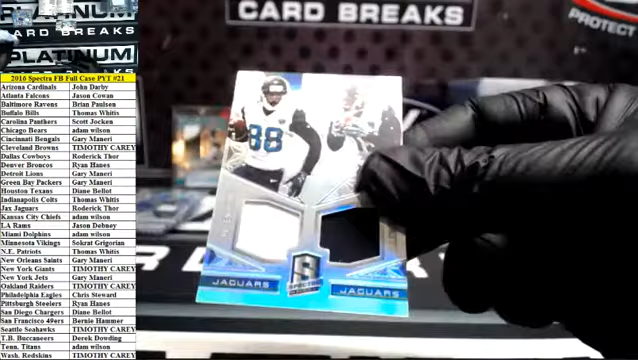 PLATINUM
CARD BREAKS
PROTECT
PLATINUM
2016 Spectra FB Full Case PYT #21
Arizona Cardinals John Darby
Atlanta Falcons Jason Cowan
Baltimore Ravens Brian Paulsen
Buffalo Bills Thomas Whitis
Carolina Panthers Scott Jocken
Chicago Bears adam wilson
Cincinnati Bengals Gary Maneri
Cleveland Browns TIMOTHY CAREY
Dallas Cowboys Roderick Thor
Denver Broncos Ryan Hanes
Detroit Lions Gary Maneri
Green Bay Packers Gary Maneri
Houston Texans Diane Bellot
Indianapolis Colts Thomas Whitis
Jax Jaguars Roderick Thor
Kansas City Chiefs adam wilson
LA Rams Jason Debney
Miami Dolphins adam wilson
Minnesota Vikings Sokrat Grigorian
N.E. Patriots Thomas Whitis
New Orleans Saints Gary Maneri
New York Giants TIMOTHY CAREY
New York Jets Gary Maneri
Oakland Raiders TIMOTHY CAREY
Philadelphia Eagles Chris Steward
Pittsburgh Steelers Ryan Hanes
San Diego Chargers Diane Bellot
San Francisco 49ers Bernie Hammer
Seattle Seahawks TIMOTHY CAREY
T.B. Buccaneers Derek Dowding
Tenn. Titans adam wilson
Wash. Redskins TIMOTHY CAREY
88
S
JAGUARS
JAGUARS